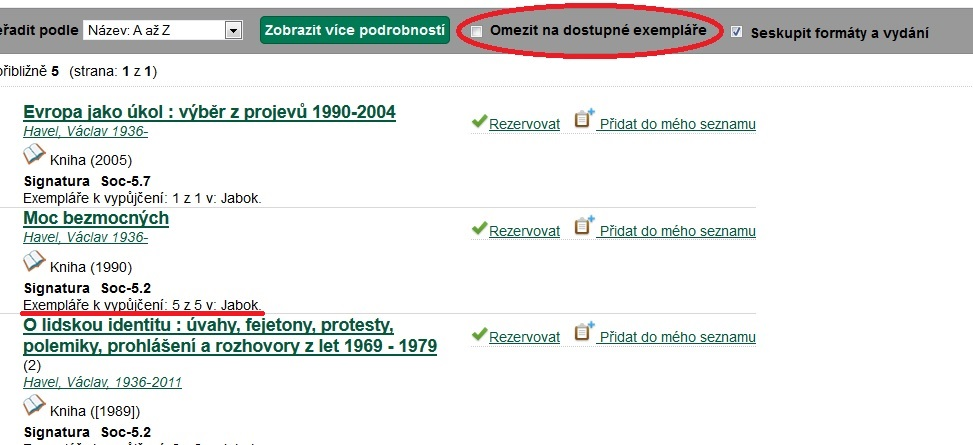 eřadit podle Název: A až Z Zobrazit více podrobností Omezit na dostupné exempláře Seskupit formáty a vydání
přibližně 5 (strana: 1 z 1)
Evropa jako úkol : výběr z projevů 1990-2004
Rezervovat Přidat do mého seznamu
Havel, Václav 1936-
Kniha (2005)
Signatura Soc-5.7
Exempláře k vypůjčení: 1 z 1 v: Jabok.
Moc bezmocných
Rezervovat Přidat do mého seznamu
Havel, Václav 1936-
Kniha (1990)
Signatura Soc-5.2
Exempláře k vypůjčení: 5 z 5 v: Jabok.
O lidskou identitu : úvahy, fejetony, protesty,
Rezervovat Přidat do mého seznamu
polemiky, prohlášení a rozhovory z let 1969 - 1979
(2)
Havel, Václav, 1936-2011
Kniha ([1989])
Signatura Soc-5.2